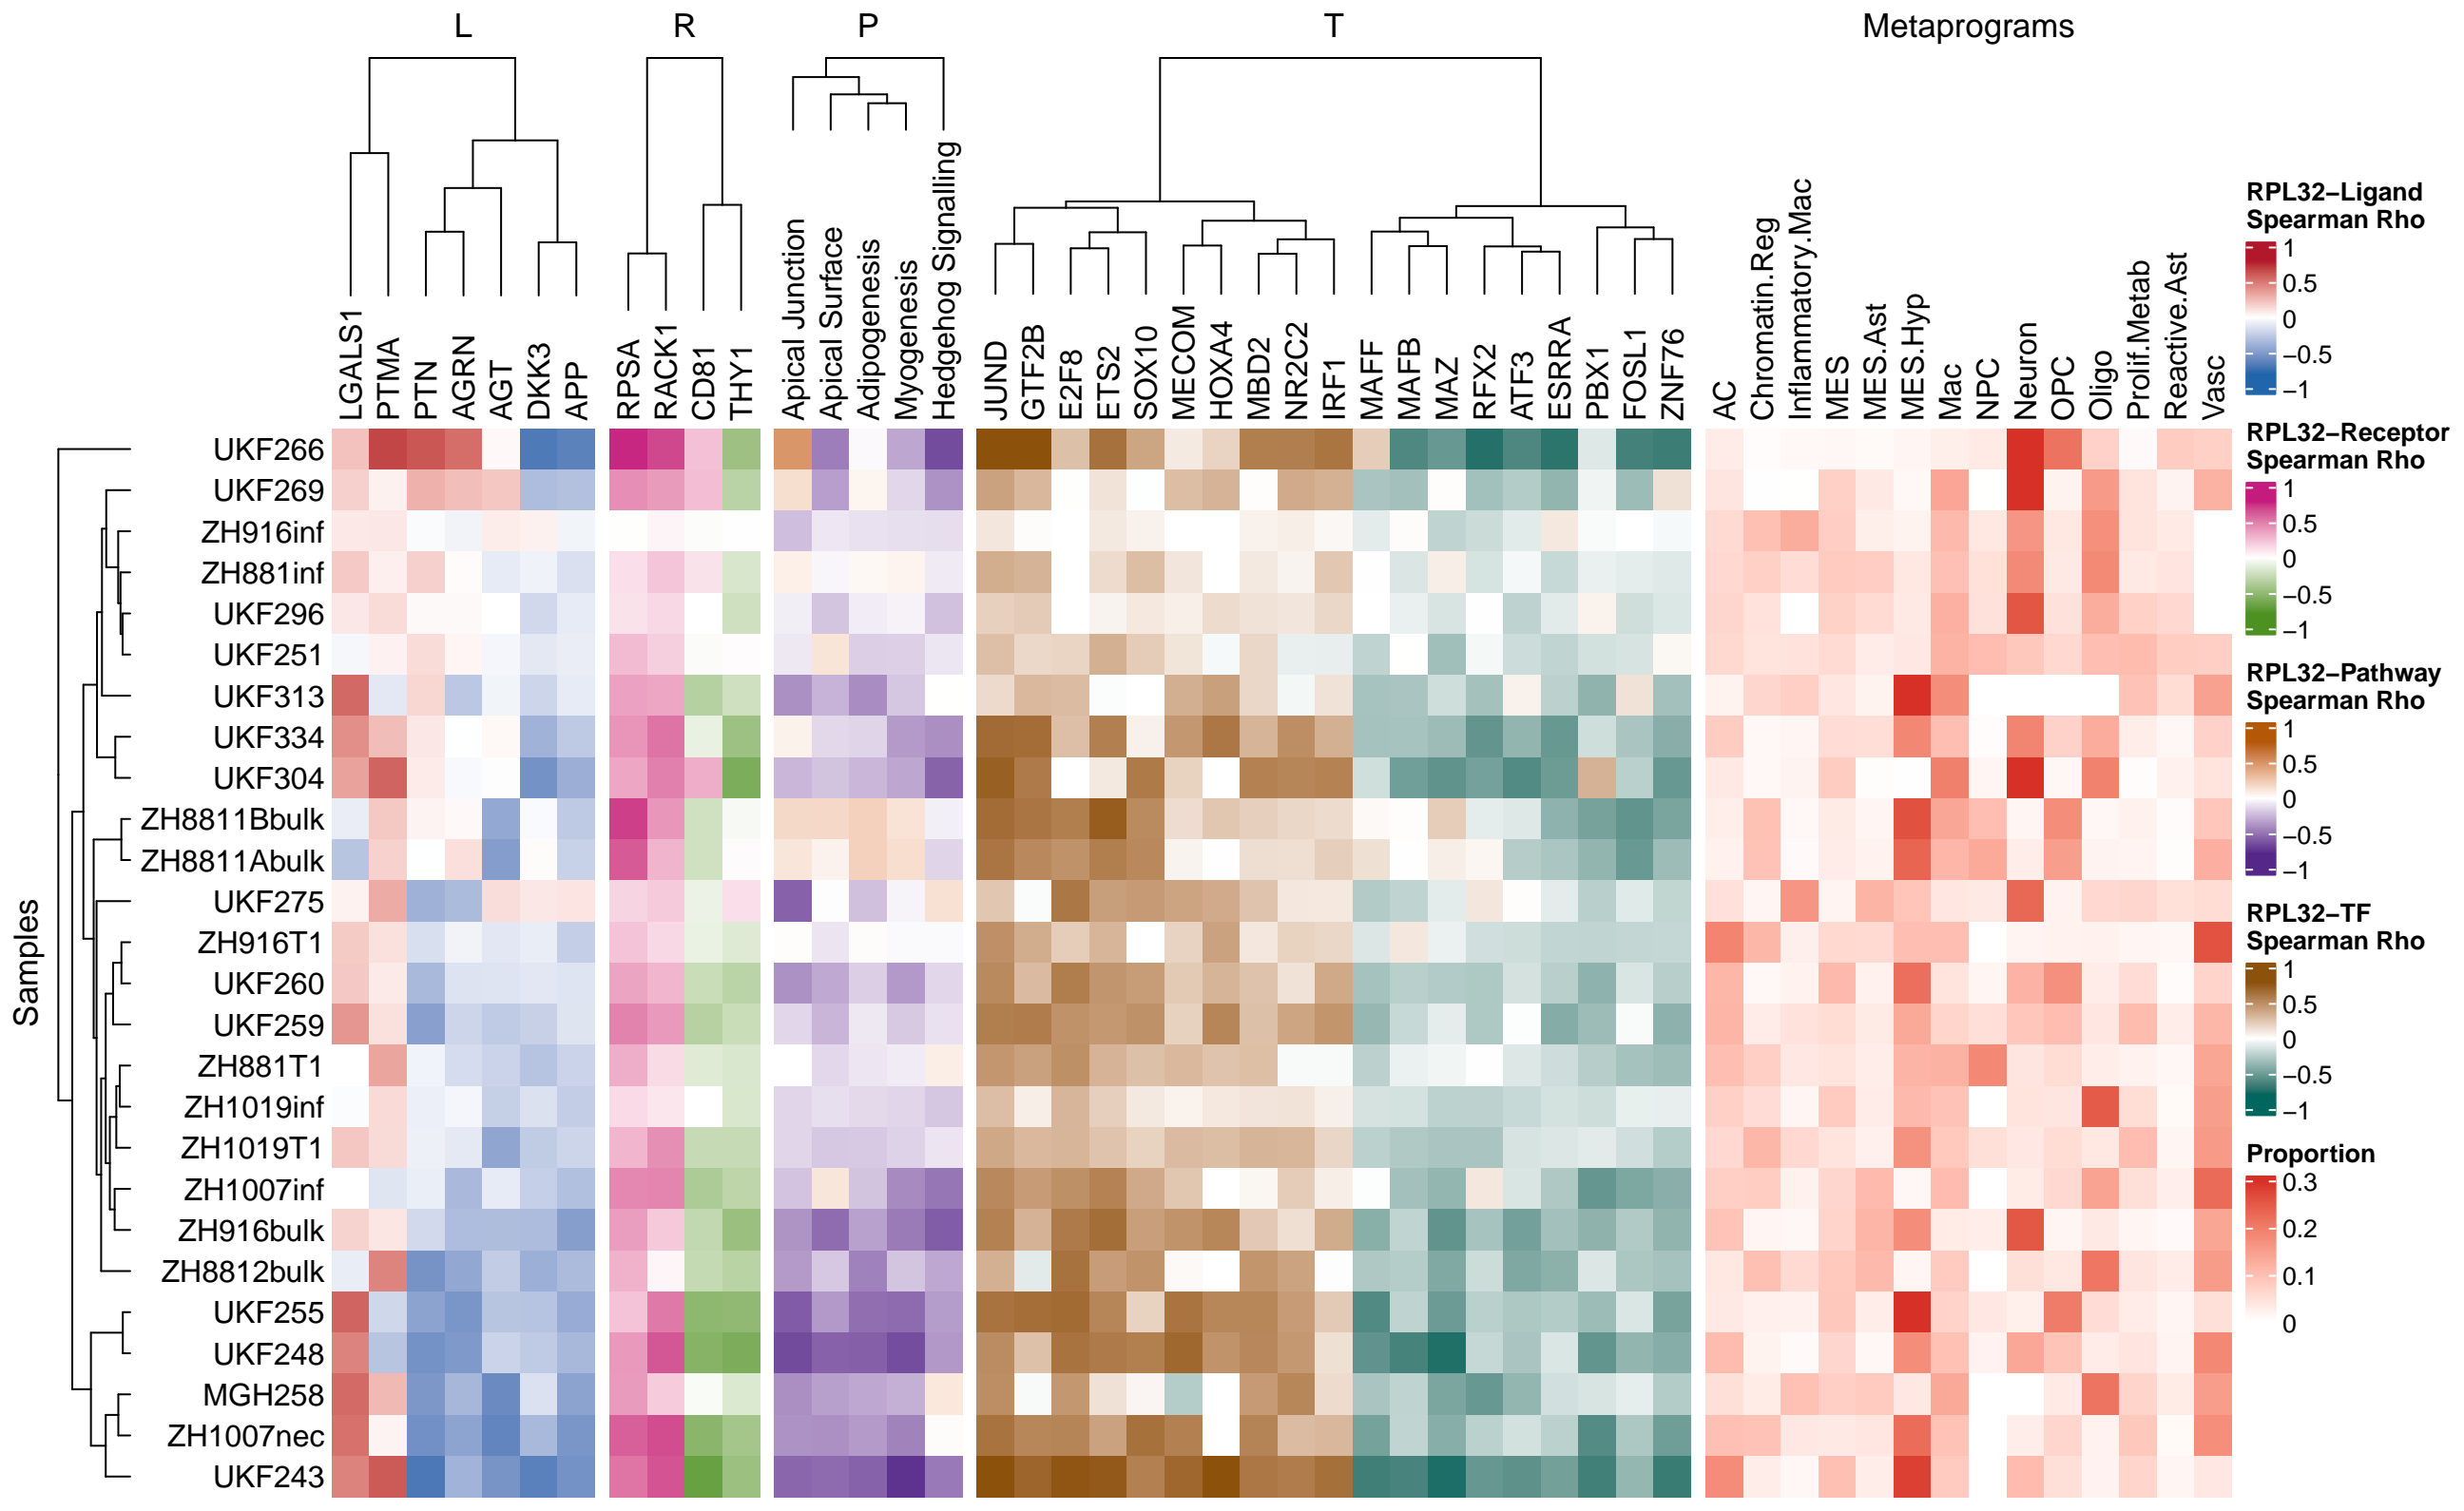 L
R
P
T
Metaprograms
LGALS1
PTMA
PTN
AGRN
AGT
DKK3
APP
RPSA
RACK1
CD81
THY1
Apical Junction
Apical Surface
Adipogenesis
Myogenesis
Hedgehog Signalling
JUND
GTF2B
E2F8
ETS2
SOX10
MECOM
HOXA4
MBD2
NR2C2
IRF1
MAFF
MAFB
MAZ
RFX2
ATF3
ESRRA
PBX1
FOSL1
ZNF76
AC
Chromatin.Reg
Inflammatory.Mac
MES
MES.Ast
MES.Hyp
Mac
NPC
Neuron
OPC
Oligo
Prolif.Metab
Reactive.Ast
Vasc
Samples
UKF266
UKF269
ZH916inf
ZH881inf
UKF296
UKF251
UKF313
UKF334
UKF304
ZH8811Bbulk
ZH8811Abulk
UKF275
ZH916T1
UKF260
UKF259
ZH881T1
ZH1019inf
ZH1019T1
ZH1007inf
ZH916bulk
ZH8812bulk
UKF255
UKF248
MGH258
ZH1007nec
UKF243
RPL32−Ligand
Spearman Rho
1
0.5
0
−0.5
−1
RPL32−Receptor
Spearman Rho
1
0.5
0
−0.5
−1
RPL32−Pathway
Spearman Rho
1
0.5
0
−0.5
−1
RPL32−TF
Spearman Rho
1
0.5
0
−0.5
−1
Proportion
0.3
0.2
0.1
0